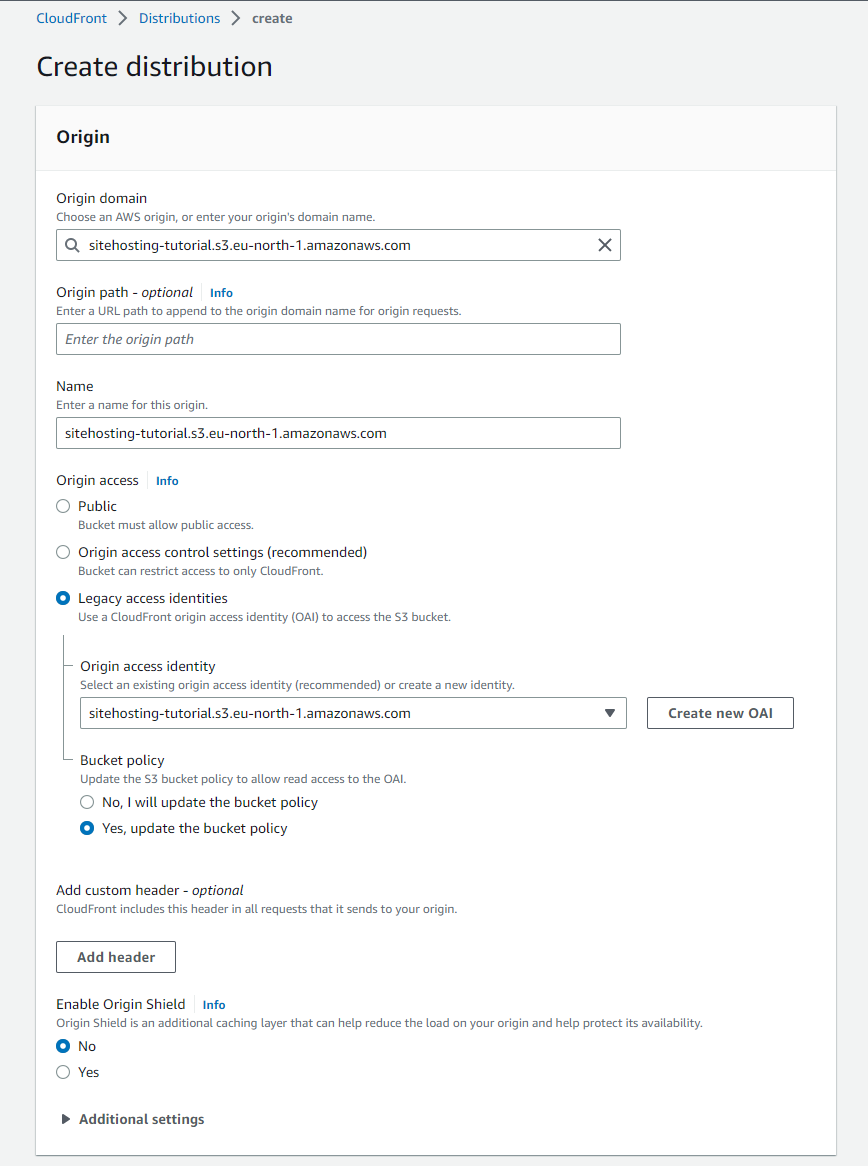 CloudFront > Distributions > create
Create distribution
Origin
Origin domain
Choose an AWS origin, or enter your origin's domain name.
sitehosting-tutorial.s3.eu-north-1.amazonaws.com
Origin path - optional Info
Enter a URL path to append to the origin domain name for origin requests.
Enter the origin path
Name
Enter a name for this origin.
sitehosting-tutorial.s3.eu-north-1.amazonaws.com
Origin access Info
Public
Bucket must allow public access.
Origin access control settings (recommended)
Bucket can restrict access to only CloudFront.
Legacy access identities
Use a CloudFront origin access identity (OAI) to access the S3 bucket.
Origin access identity
Select an existing origin access identity (recommended) or create a new identity.
sitehosting-tutorial.s3.eu-north-1.amazonaws.com Create new OAI
Bucket policy
Update the S3 bucket policy to allow read access to the OAI.
No, I will update the bucket policy
Yes, update the bucket policy
Add custom header - optional
CloudFront includes this header in all requests that it sends to your origin.
Add header
Enable Origin Shield Info
Origin Shield is an additional caching layer that can help reduce the load on your origin and help protect its availability.
No
Yes
Additional settings